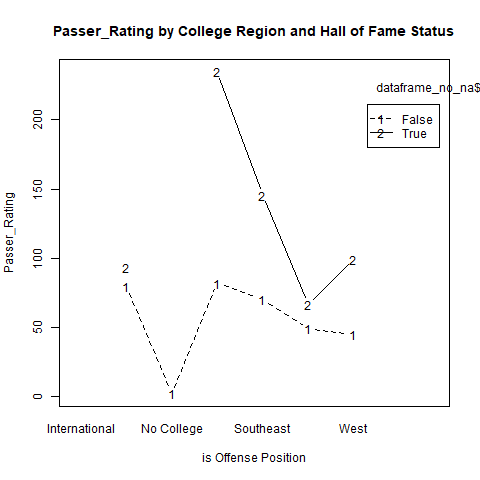 Passer_Rating by College Region and Hall of Fame Status
dataframe_no_na$
1 False
2 True
Passer_Rating
200
150
100
50
0
2
2
2
2
2
1
1
1
1
1
1
International No College Southeast West
is Offense Position